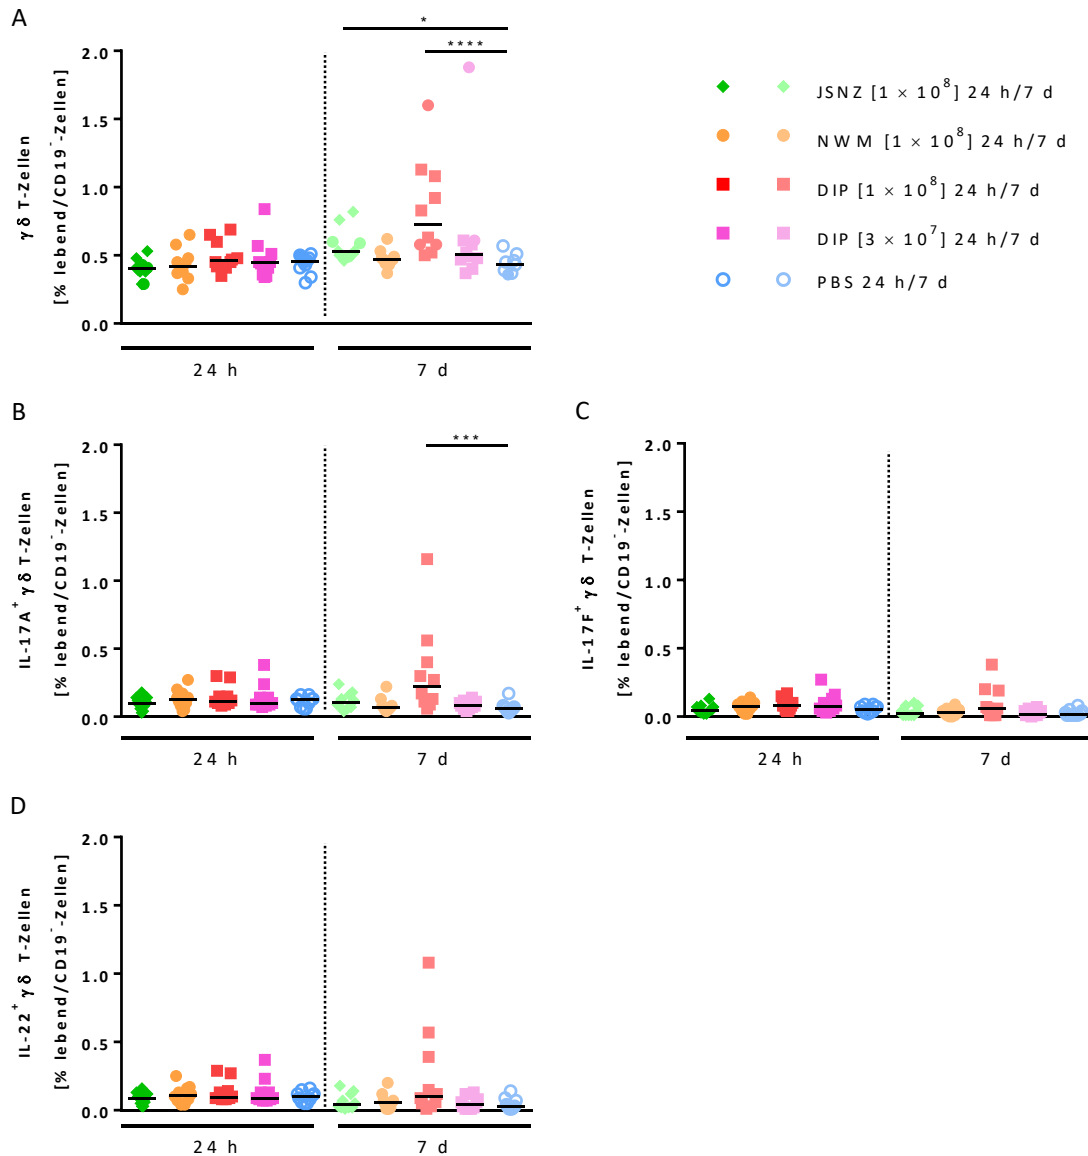 A
*
****
2.0
1.5
1.0
0.5
0.0
γδ T-Zellen
[% lebend/CD19⁻-Zellen]
24 h
7 d
JSNZ [1 × 10⁸] 24 h/7 d
NWM [1 × 10⁸] 24 h/7 d
DIP [1 × 10⁸] 24 h/7 d
DIP [3 × 10⁷] 24 h/7 d
PBS 24 h/7 d
B
***
2.0
1.5
1.0
0.5
0.0
IL-17A⁺ γδ T-Zellen
[% lebend/CD19⁻-Zellen]
24 h
7 d
C
2.0
1.5
1.0
0.5
0.0
IL-17F⁺ γδ T-Zellen
[% lebend/CD19⁻-Zellen]
24 h
7 d
D
2.0
1.5
1.0
0.5
0.0
IL-22⁺ γδ T-Zellen
[% lebend/CD19⁻-Zellen]
24 h
7 d